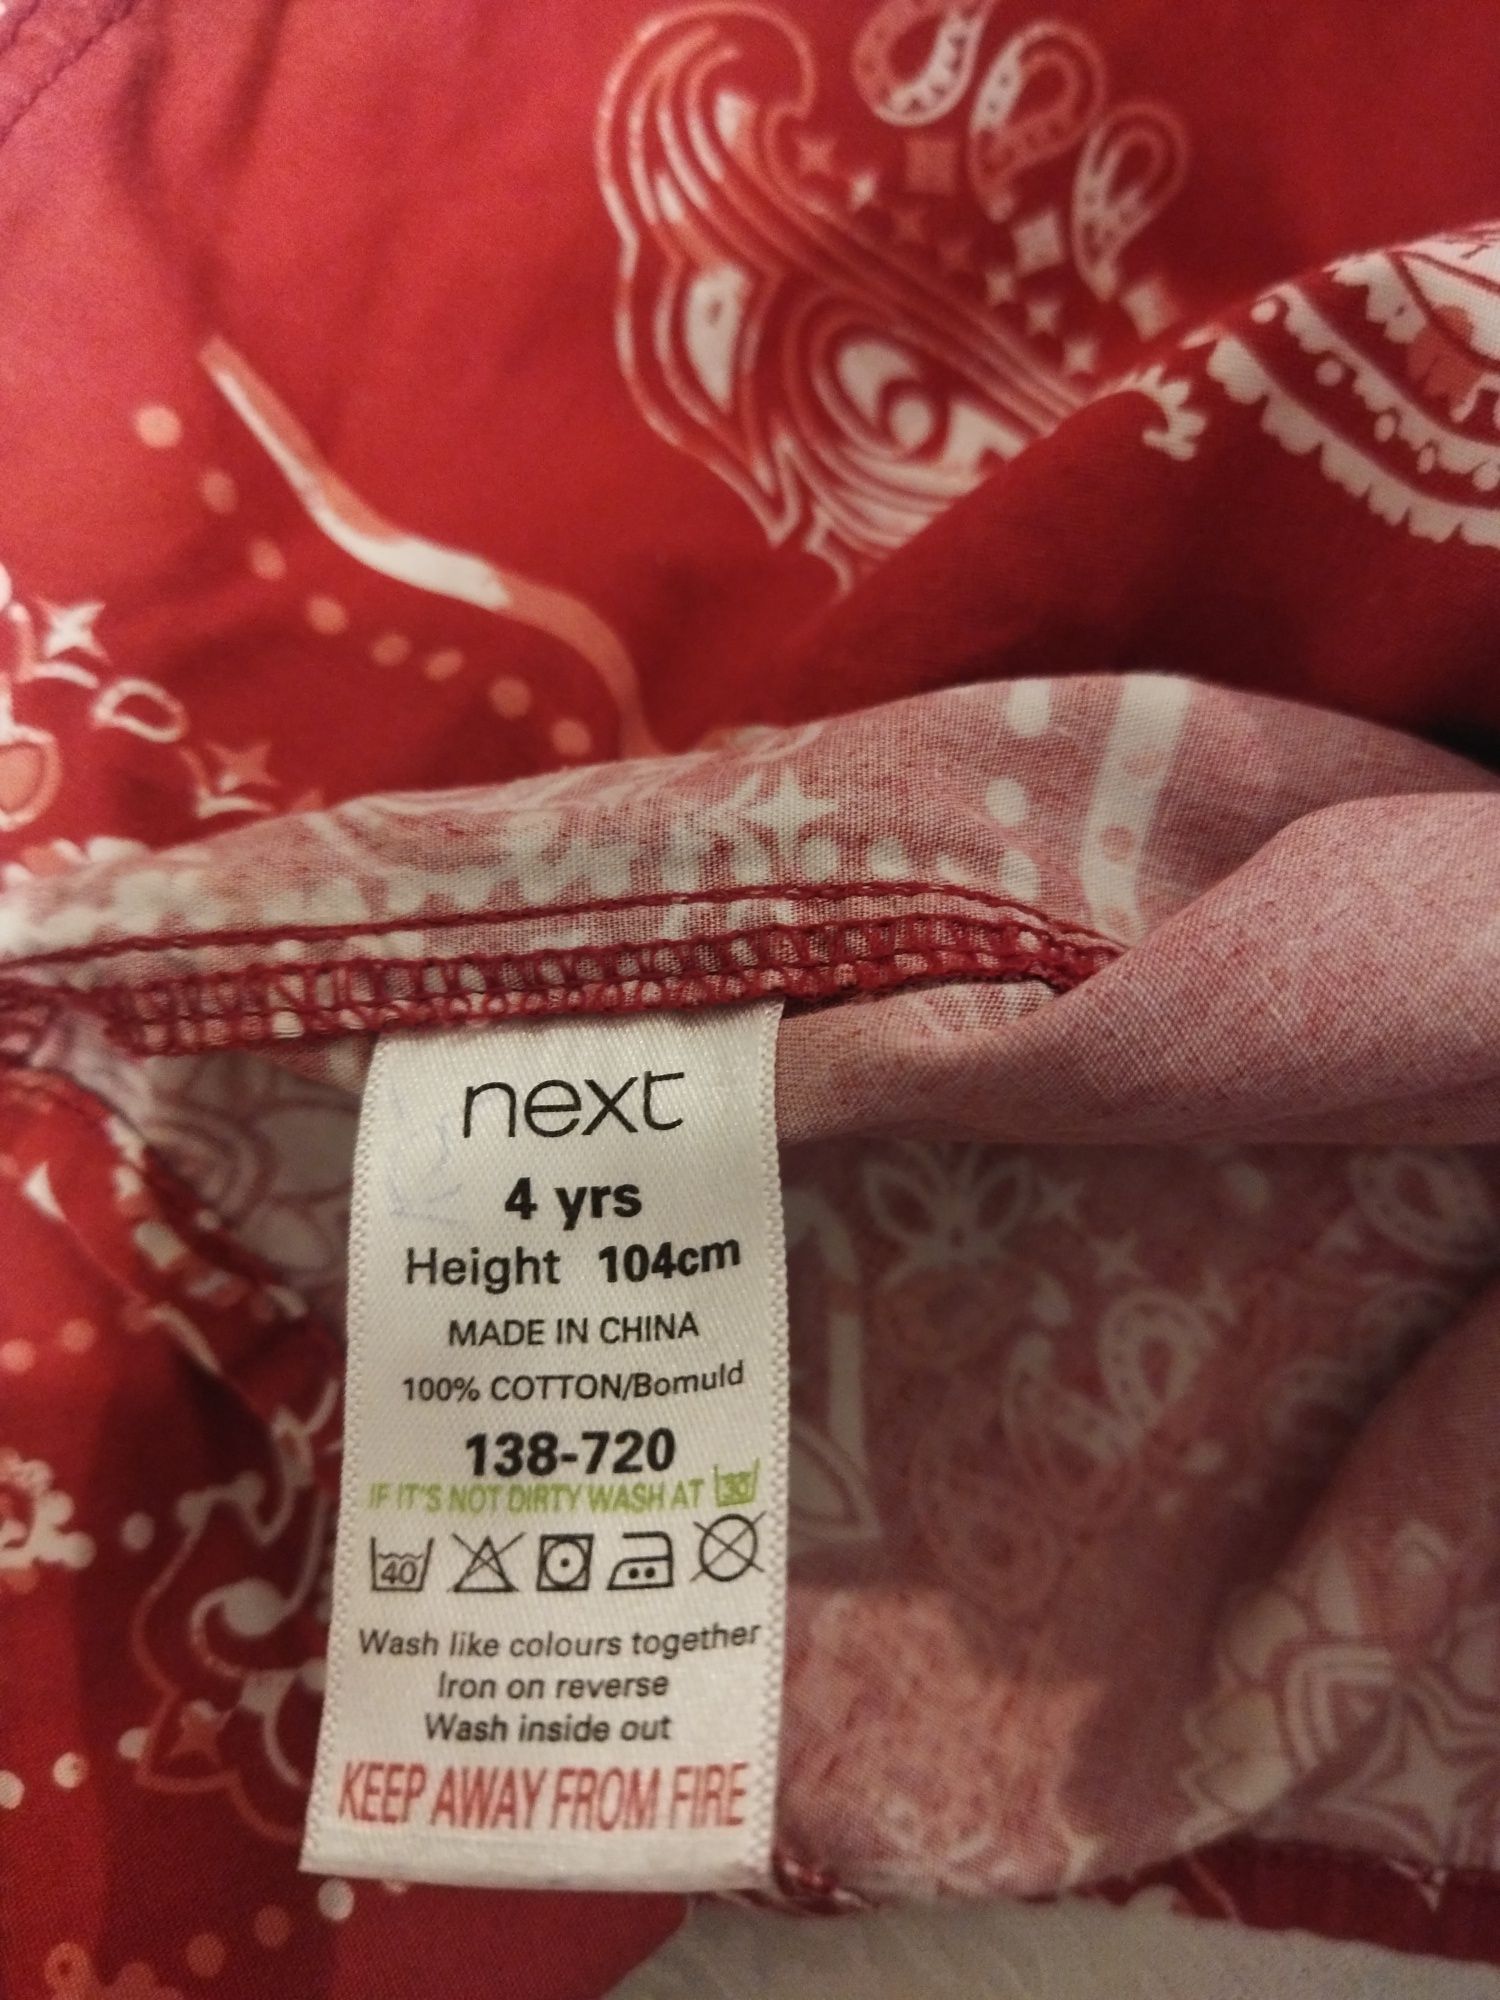 next
4 yrs
Height 104cm
MADE IN CHINA
100% COTTON/Bomuld
138-720
IF IT'S NOT DIRTY WASH AT 30
40
Wash like colours together
Iron on reverse
Wash inside out
KEEP AWAY FROM FIRE